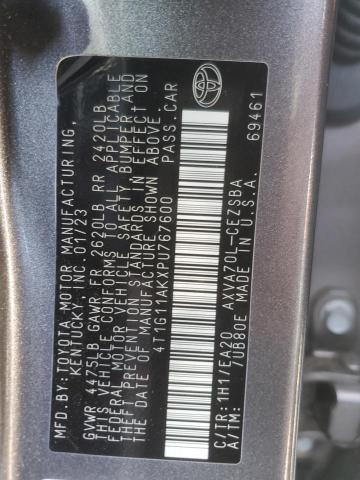 MFD.BY:TOYOTA MOTOR MANUFACTURING,
KENTUCKY, INC. 01/23
GVWR 4475LB GAWR FR 2620LB RR 2420LB
THIS VEHICLE CONFORMS TO ALL APPLICABLE
FEDERAL MOTOR VEHICLE SAFETY, BUMPER, AND
THEFT PREVENTION STANDARDS IN EFFECT ON
THE DATE OF MANUFACTURE SHOWN ABOVE.
4T1G11AKXPU767600 PASS.CAR
C/TR: 1H1/EA20 AXVA70L-CEZSBA
A/TM: /UB80E MADE IN U.S.A. 69461